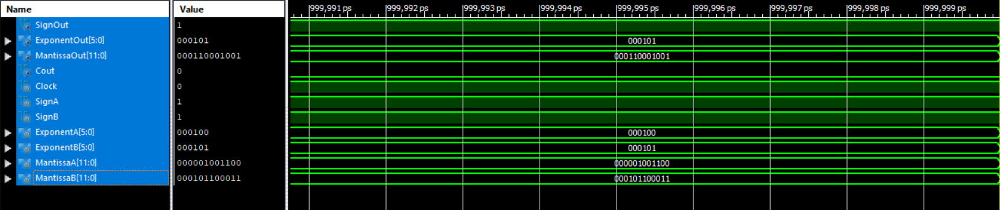 Name Value 999,991 ps 999,992 ps 999,993 ps 999,994 ps 999,995 ps 999,996 ps 999,997 ps 999,998 ps 999,999 ps
SignOut 1
ExponentOut[5:0] 000101 000101
MantissaOut[11:0] 000110001001 000110001001
Cout 0
Clock 0
SignA 1
SignB 1
ExponentA[5:0] 000100 000100
ExponentB[5:0] 000101 000101
MantissaA[11:0] 000001001100 000001001100
MantissaB[11:0] 000101100011 000101100011